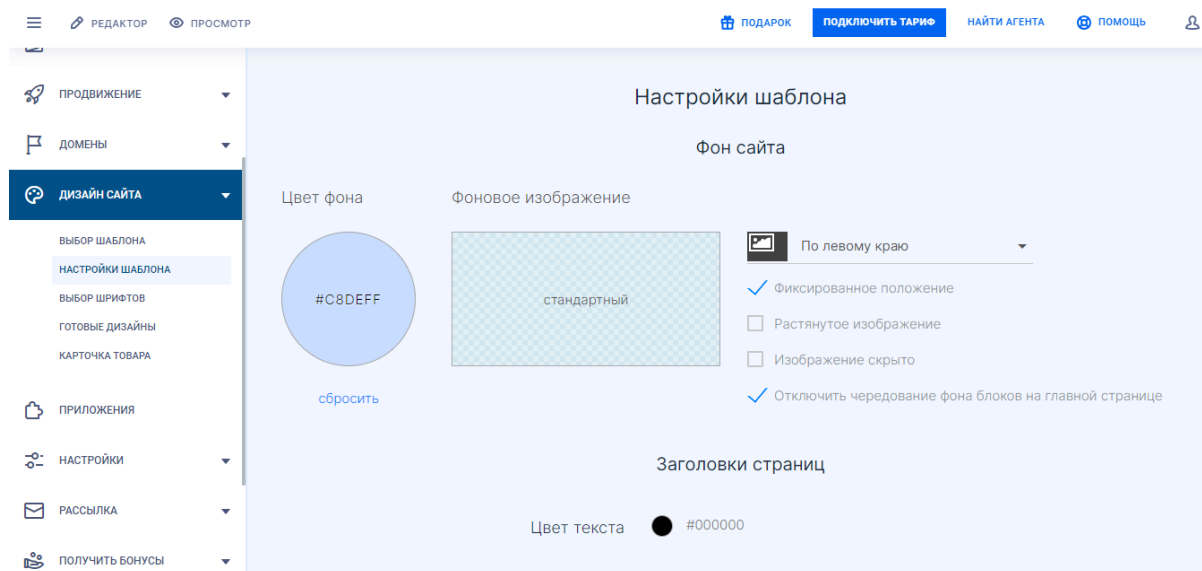 РЕДАКТОР ПРОСМОТР ПОДАРОК ПОДКЛЮЧИТЬ ТАРИФ НАЙТИ АГЕНТА ПОМОЩЬ
ПРОДВИЖЕНИЕ
ДОМЕНЫ
ДИЗАЙН САЙТА
ВЫБОР ШАБЛОНА
НАСТРОЙКИ ШАБЛОНА
ВЫБОР ШРИФТОВ
ГОТОВЫЕ ДИЗАЙНЫ
КАРТОЧКА ТОВАРА
ПРИЛОЖЕНИЯ
НАСТРОЙКИ
РАССЫЛКА
ПОЛУЧИТЬ БОНУСЫ
Настройки шаблона
Фон сайта
Цвет фона
#C8DEFF
сбросить
Фоновое изображение
стандартный
По левому краю
Фиксированное положение
Растянутое изображение
Изображение скрыто
Отключить чередование фона блоков на главной странице
Заголовки страниц
Цвет текста #000000